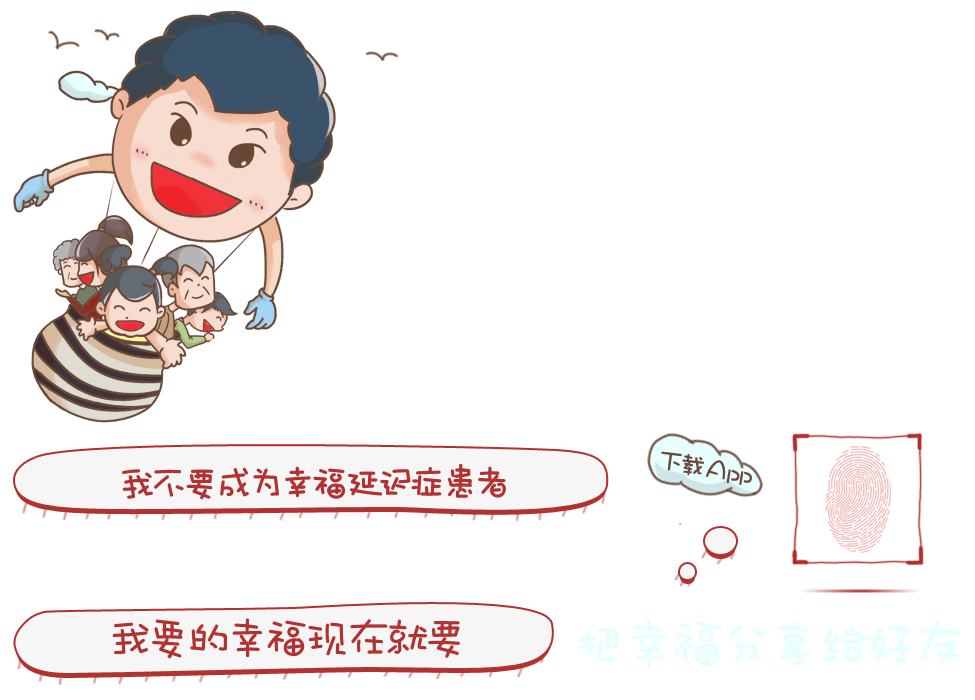 我不要成为幸福延记症患者
下载App
我要的幸福现在就要
把幸福分享给好友